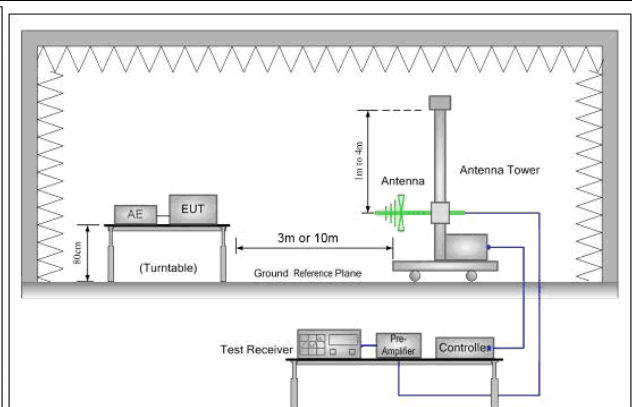 1m to 4m
Antenna
Antenna Tower
AE
EUT
80cm
3m or 10m
(Turntable)
Ground Reference Plane
Test Receiver
Pre-
Amplifier
Controller